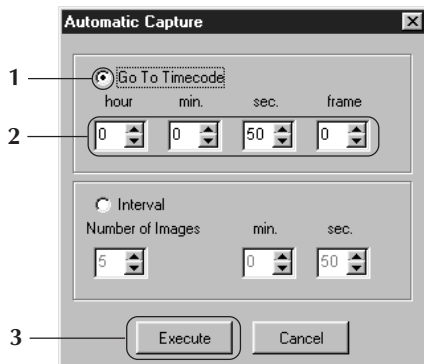 Automatic Capture
1 Go To Timecode
hour min. sec. frame
2 0 0 50 0
Interval
Number of Images min. sec.
5 0 50
3 Execute Cancel